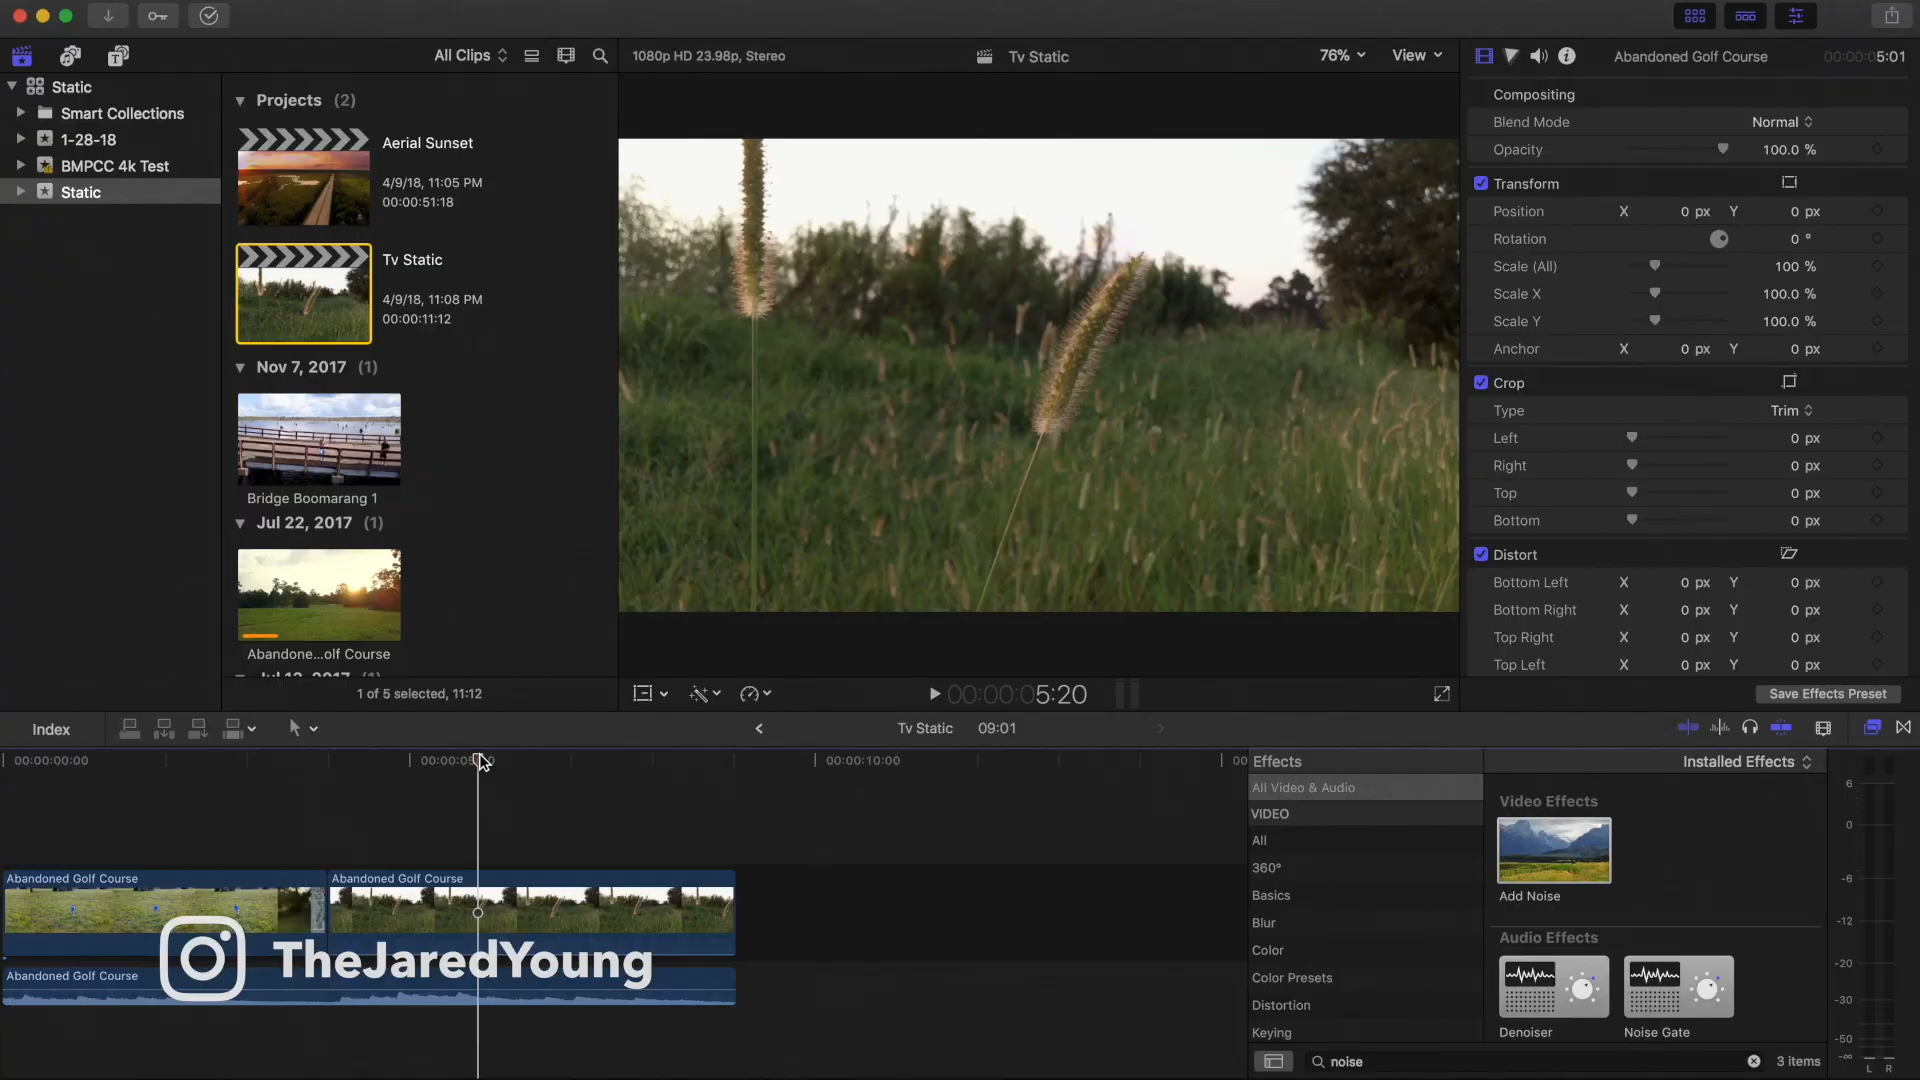 All Clips
1080p HD 23.98p, Stereo
Tv Static
76%
View
Abandoned Golf Course
00:00:05:01
Static
Smart Collections
1-28-18
BMPCC 4k Test
Static
Projects (2)
Aerial Sunset
4/9/18, 11:05 PM
00:00:51:18
Tv Static
4/9/18, 11:08 PM
00:00:11:12
Nov 7, 2017 (1)
Bridge Boomarang 1
Jul 22, 2017 (1)
Abandone...olf Course
1 of 5 selected, 11:12
00:00:05:20
Compositing
Blend Mode
Normal
Opacity
100.0 %
Transform
Position X 0 px Y 0 px
Rotation 0 °
Scale (All) 100 %
Scale X 100.0 %
Scale Y 100.0 %
Anchor X 0 px Y 0 px
Crop
Type Trim
Left 0 px
Right 0 px
Top 0 px
Bottom 0 px
Distort
Bottom Left X 0 px Y 0 px
Bottom Right X 0 px Y 0 px
Top Right X 0 px Y 0 px
Top Left X 0 px Y 0 px
Save Effects Preset
Index
Tv Static 09:01
00:00:00:00
00:00:10:00
Abandoned Golf Course
Abandoned Golf Course
Abandoned Golf Course
TheJaredYoung
Effects
Installed Effects
All Video & Audio
VIDEO
All
360°
Basics
Blur
Color
Color Presets
Distortion
Keying
Video Effects
Add Noise
Audio Effects
Denoiser
Noise Gate
noise
3 items
6
0
-6
-12
-20
-30
-50
-∞
L R